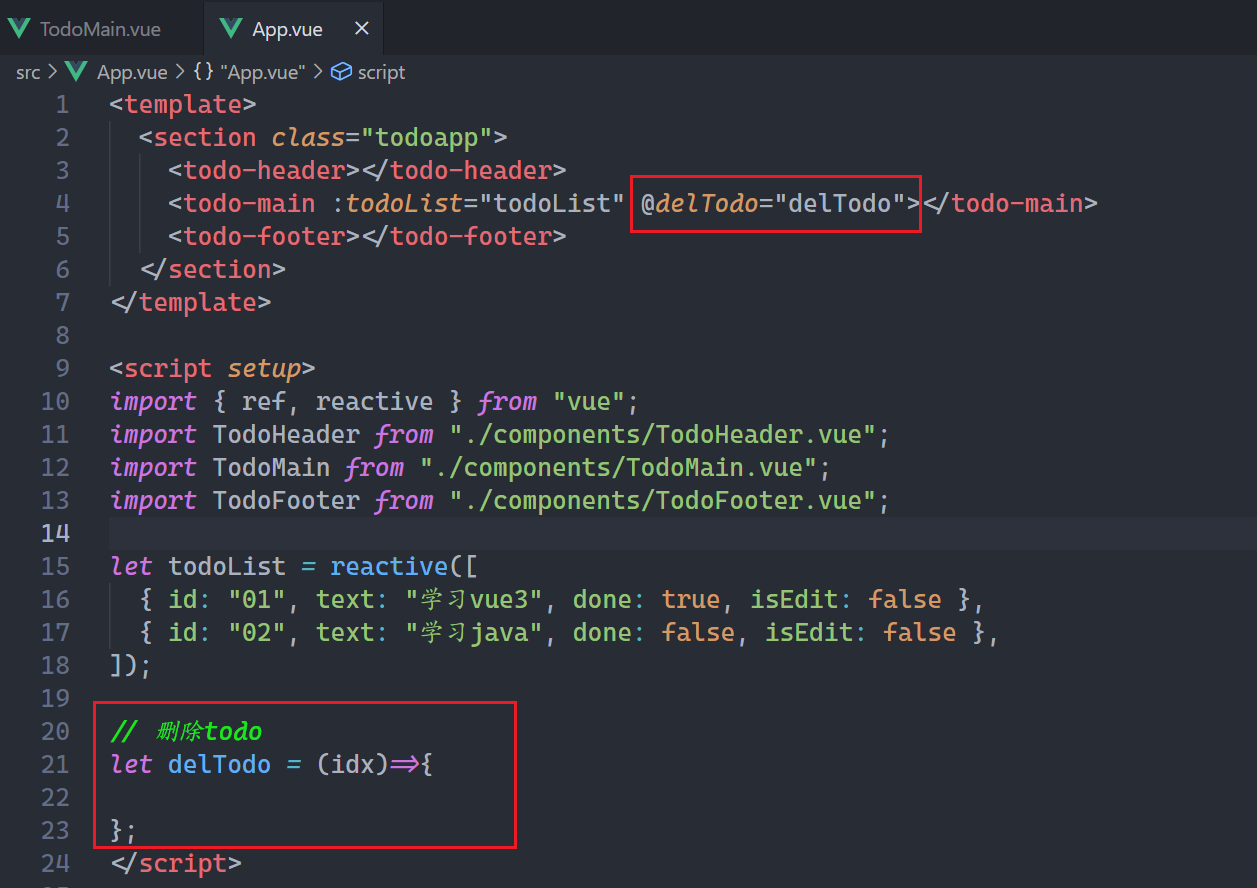 TodoMain.vue App.vue ×
src > App.vue > {} "App.vue" > script
1 <template>
2 <section class="todoapp">
3 <todo-header></todo-header>
4 <todo-main :todoList="todoList" @delTodo="delTodo"></todo-main>
5 <todo-footer></todo-footer>
6 </section>
7 </template>
8
9 <script setup>
10 import { ref, reactive } from "vue";
11 import TodoHeader from "./components/TodoHeader.vue";
12 import TodoMain from "./components/TodoMain.vue";
13 import TodoFooter from "./components/TodoFooter.vue";
14
15 let todoList = reactive([
16 { id: "01", text: "学习vue3", done: true, isEdit: false },
17 { id: "02", text: "学习java", done: false, isEdit: false },
18 ]);
19
20 // 删除todo
21 let delTodo = (idx)=>{
22
23 };
24 </script>